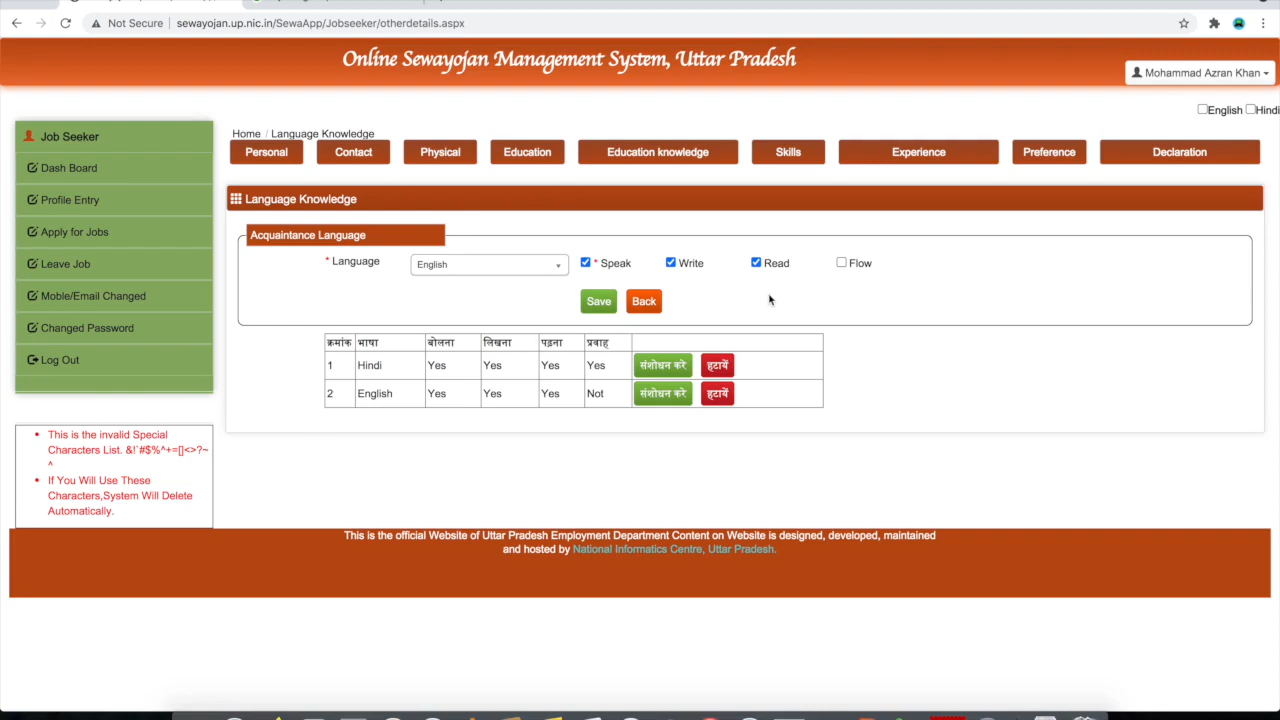 Not Secure sewayojan.up.nic.in/SewaApp/Jobseeker/otherdetails.aspx
Online Sewayojan Management System, Uttar Pradesh
Mohammad Azran Khan
English Hindi
Job Seeker
Dash Board
Profile Entry
Apply for Jobs
Leave Job
Moble/Email Changed
Changed Password
Log Out
This is the invalid Special
Characters List. &!`#$%^+=[]<>?~
^
If You Will Use These
Characters,System Will Delete
Automatically.
Home / Language Knowledge
Personal Contact Physical Education Education knowledge Skills Experience Preference Declaration
Language Knowledge
Acquaintance Language
* Language English * Speak Write Read Flow
Save Back
क्रमांक भाषा बोलना लिखना पढ़ना प्रवाह
1 Hindi Yes Yes Yes Yes संशोधन करे हटायें
2 English Yes Yes Yes Not संशोधन करे हटायें
This is the official Website of Uttar Pradesh Employment Department Content on Website is designed, developed, maintained
and hosted by National Informatics Centre, Uttar Pradesh.